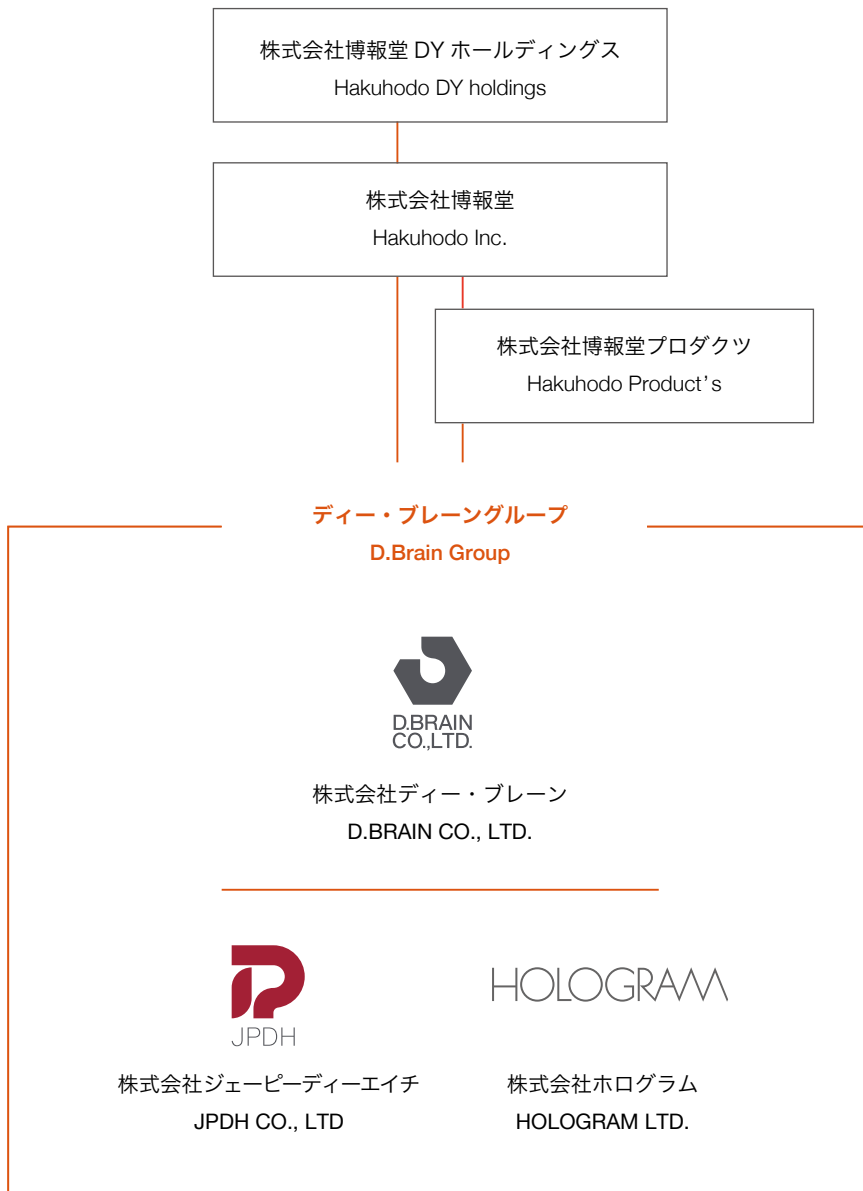 株式会社博報堂 DY ホールディングス
Hakuhodo DY holdings
株式会社博報堂
Hakuhodo Inc.
株式会社博報堂プロダクツ
Hakuhodo Product’s
ディー・ブレーングループ
D.Brain Group
D.BRAIN
CO.,LTD.
株式会社ディー・ブレーン
D.BRAIN CO., LTD.
JPDH
HOLOGRAM
株式会社ジェーピーディーエイチ
JPDH CO., LTD
株式会社ホログラム
HOLOGRAM LTD.